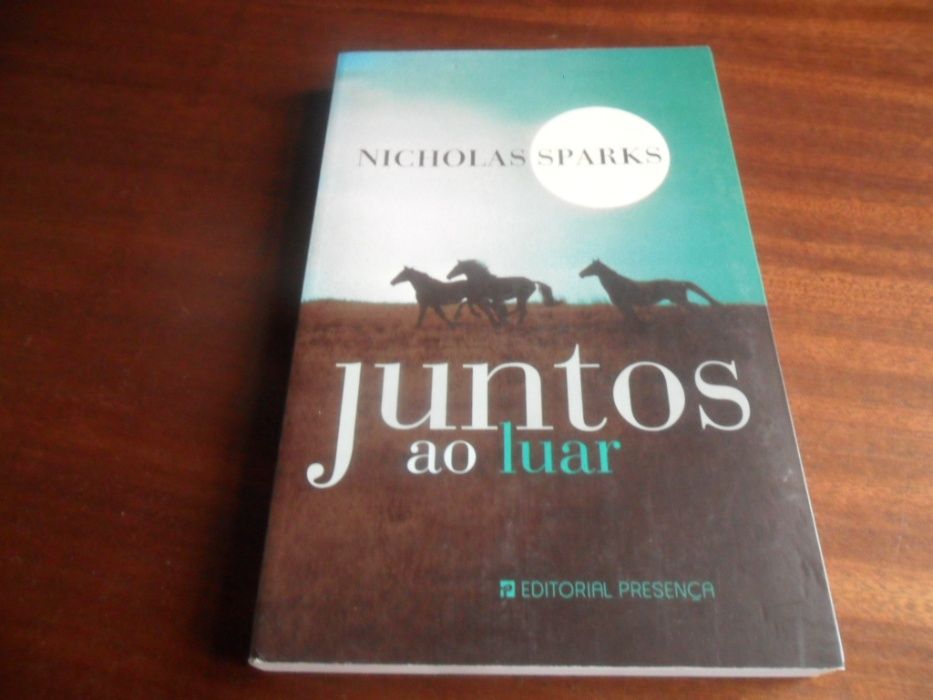 NICHOLAS SPARKS
juntos
ao luar
EDITORIAL PRESENÇA